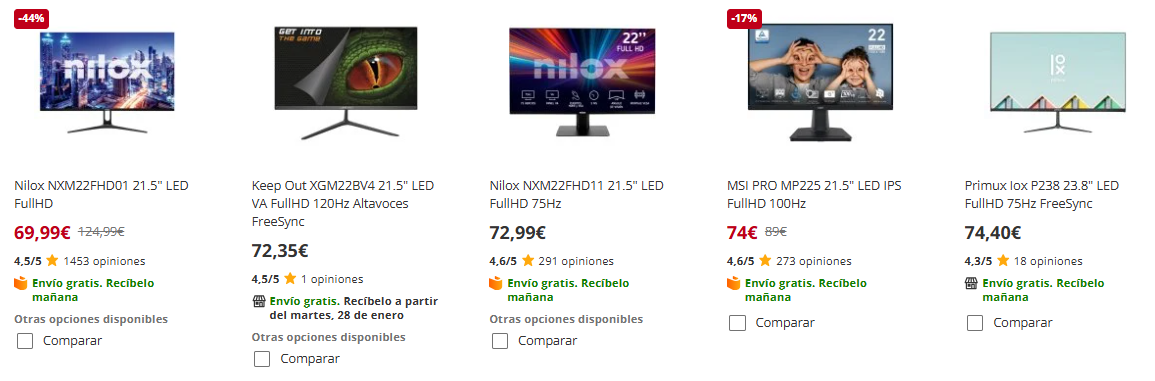 -44%
nilox
Nilox NXM22FHD01 21.5" LED
FullHD
69,99€ 124,99€
4,5/5 1453 opiniones
Envío gratis. Recíbelo
mañana
Otras opciones disponibles
Comparar
GET INTO
THE GAME
Keep Out XGM22BV4 21.5" LED
VA FullHD 120Hz Altavoces
FreeSync
72,35€
4,5/5 1 opiniones
Envío gratis. Recíbelo a partir
del martes, 28 de enero
Otras opciones disponibles
Comparar
22"
FULL HD
nilox
Nilox NXM22FHD11 21.5" LED
FullHD 75Hz
72,99€
4,6/5 291 opiniones
Envío gratis. Recíbelo
mañana
Otras opciones disponibles
Comparar
-17%
22
MSI PRO MP225 21.5" LED IPS
FullHD 100Hz
74€ 89€
4,6/5 273 opiniones
Envío gratis. Recíbelo
mañana
Comparar
Primux Iox P238 23.8" LED
FullHD 75Hz FreeSync
74,40€
4,3/5 18 opiniones
Envío gratis. Recíbelo
mañana
Comparar